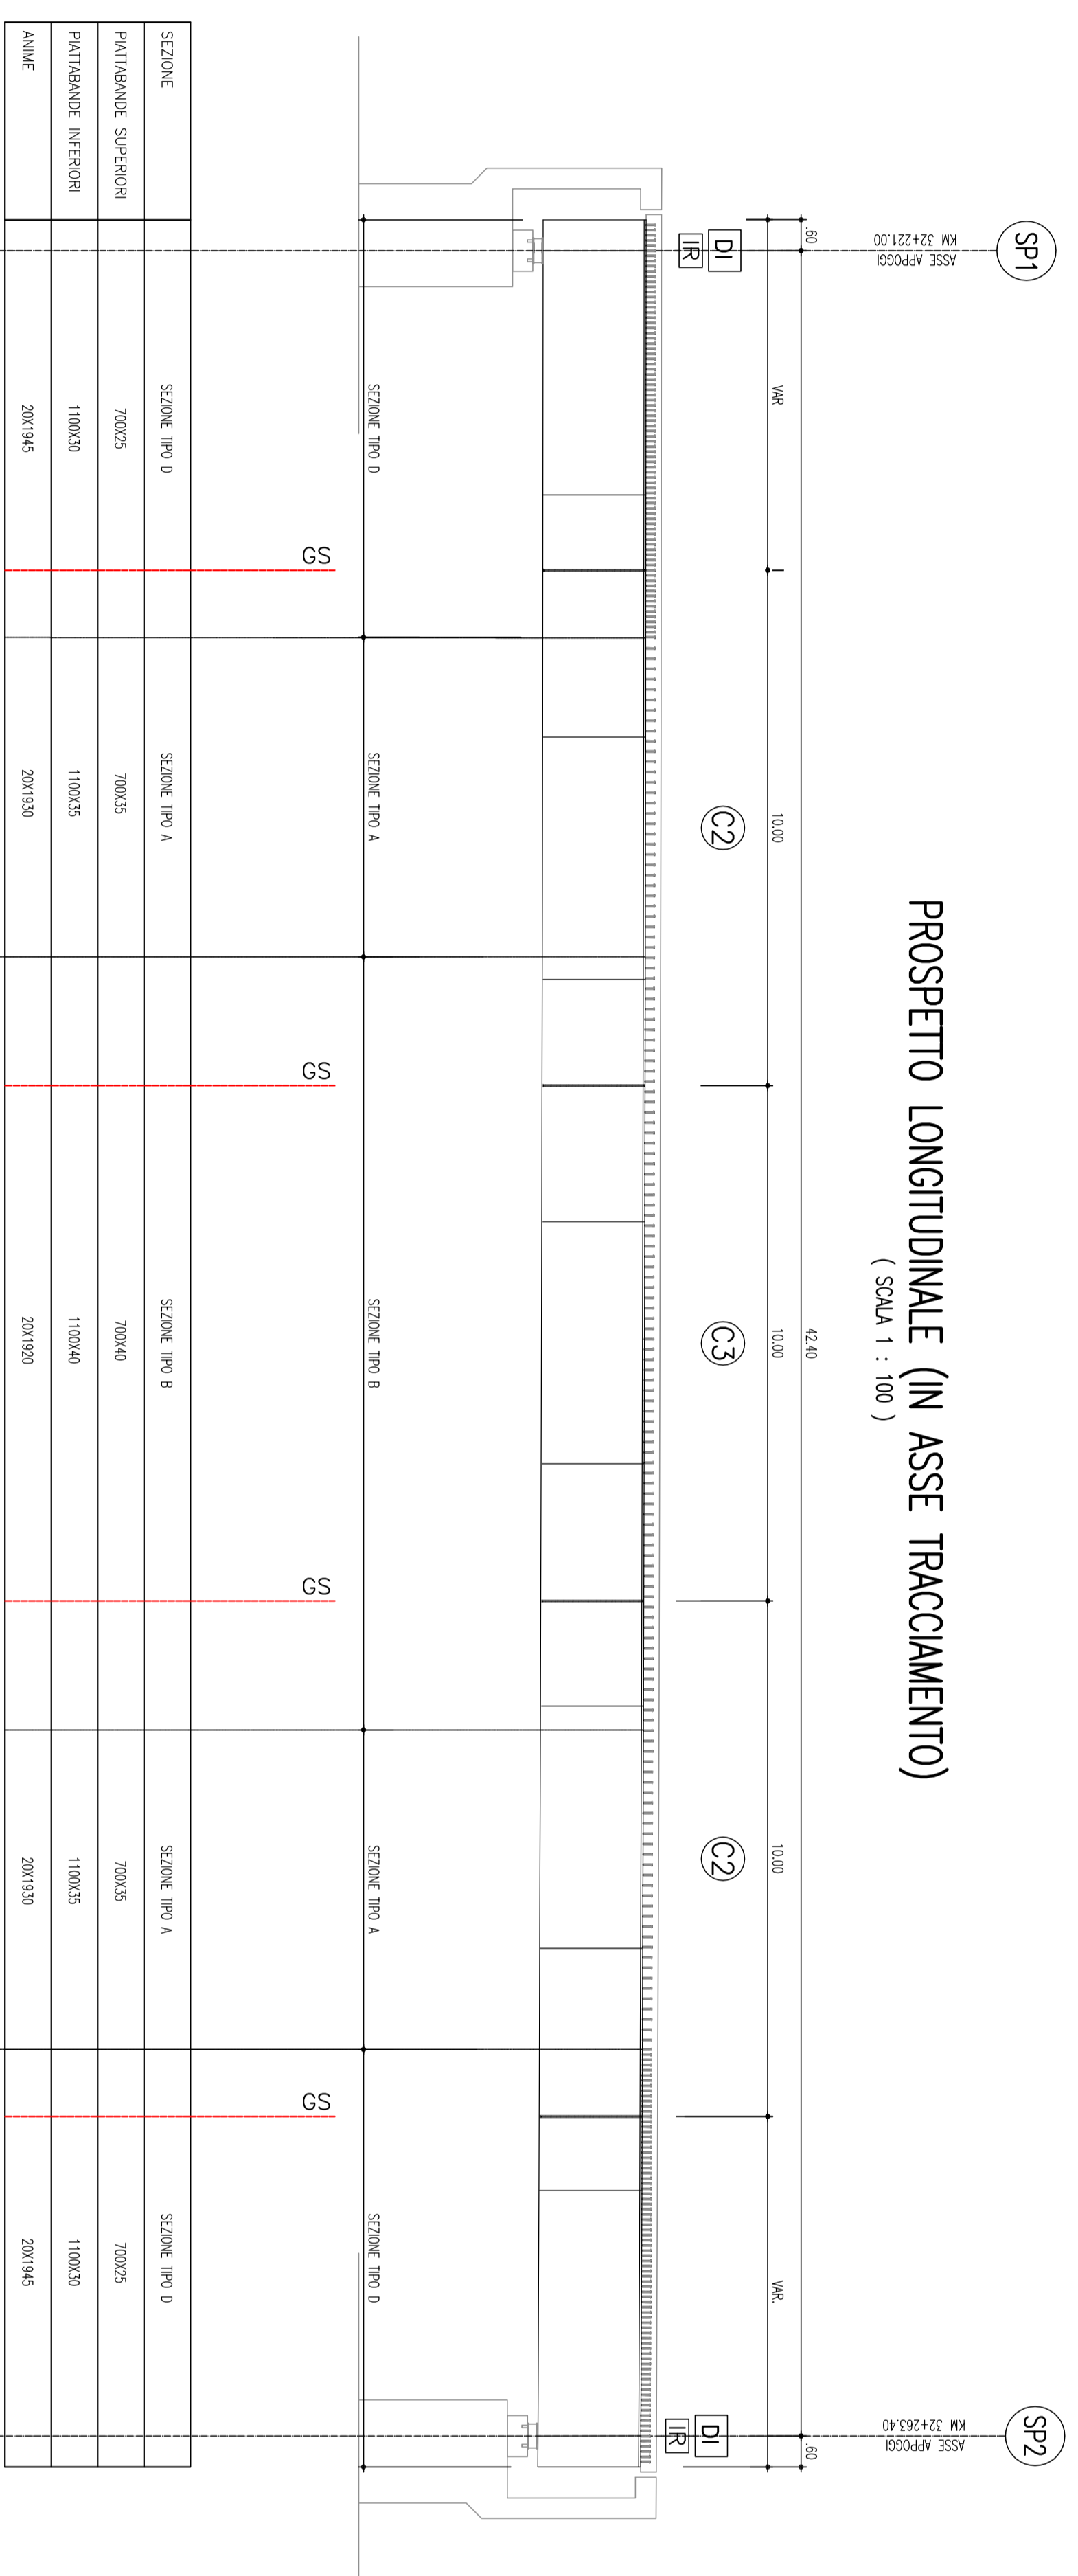 PROSPETTO LONGITUDINALE (IN ASSE TRACCIAMENTO)
( SCALA 1 : 100 )
SP1
SP2
ASSE APPOGGI
KM 32+221.00
ASSE APPOGGI
KM 32+263.40
.60
42.40
.60
VAR
10.00
10.00
10.00
VAR.
DI
IR
C2
C3
C2
DI
IR
SEZIONE TIPO D
SEZIONE TIPO A
SEZIONE TIPO B
SEZIONE TIPO A
SEZIONE TIPO D
GS
GS
GS
GS
SEZIONE SEZIONE TIPO D SEZIONE TIPO A SEZIONE TIPO B SEZIONE TIPO A SEZIONE TIPO D
PIATTABANDE SUPERIORI 700X25 700X35 700X40 700X35 700X25
PIATTABANDE INFERIORI 1100X30 1100X35 1100X40 1100X35 1100X30
ANIME 20X1945 20X1930 20X1920 20X1930 20X1945